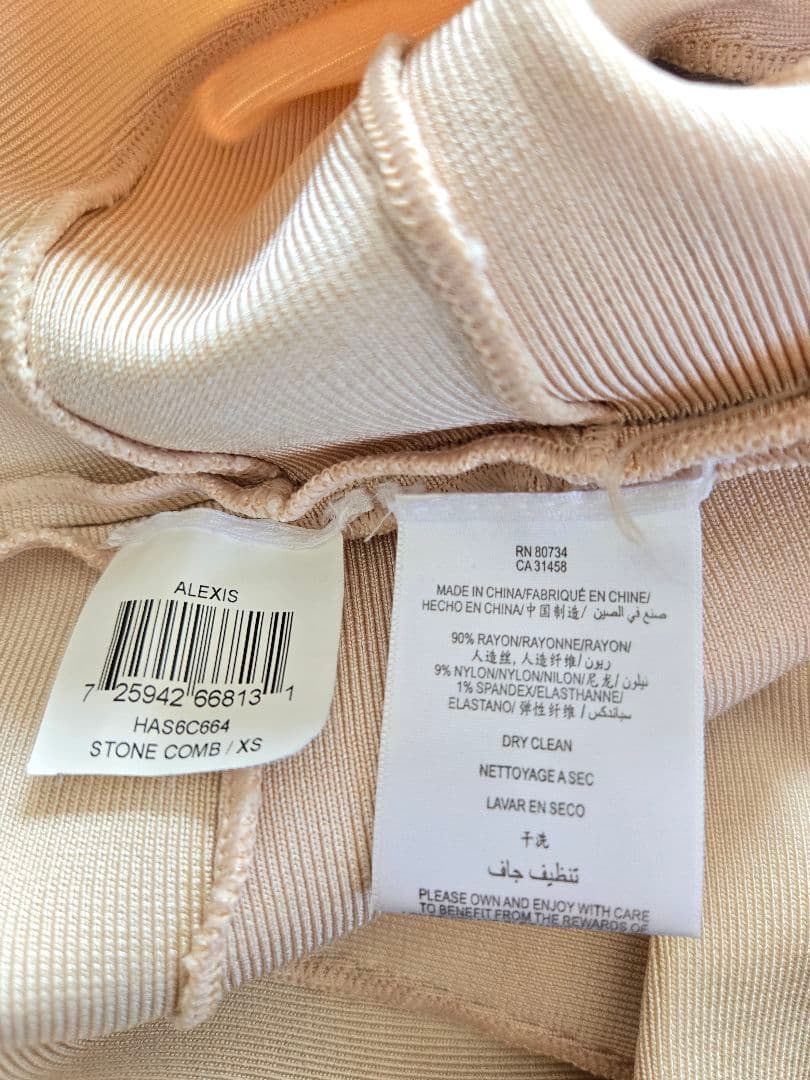 ALEXIS
7 25942 66813 1
HAS6C664
STONE COMB / XS
RN 80734
CA 31458
MADE IN CHINA/FABRIQUÉ EN CHINE/
HECHO EN CHINA/中国制造/ صنع في الصين
90% RAYON/RAYONNE/RAYON/
人造丝, 人造纤维/ ريون/
9% NYLON/NYLON/NILON/尼龙/ نيلون/
1% SPANDEX/ELASTHANNE/
ELASTANO/ 弹性纤维 / سباندكس
DRY CLEAN
NETTOYAGE A SEC
LAVAR EN SECO
干洗
تنظيف جاف
PLEASE OWN AND ENJOY WITH CARE
TO BENEFIT FROM THE REWARDS OF